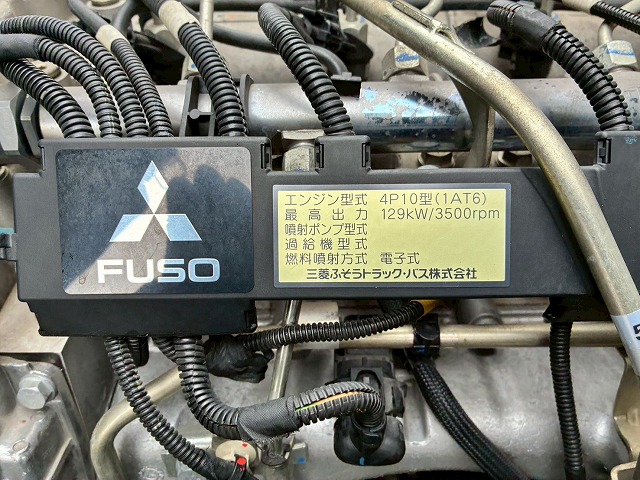 FUSO
エンジン型式 4P10型(1AT6)
最高出力 129kW/3500rpm
噴射ポンプ型式
過給機型式
燃料噴射方式 電子式
三菱ふそうトラック・バス株式会社